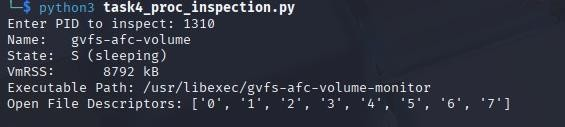 └─$ python3 task4_proc_inspection.py
Enter PID to inspect: 1310
Name:   gvfs-afc-volume
State:  S (sleeping)
VmRSS:      8792 kB
Executable Path: /usr/libexec/gvfs-afc-volume-monitor
Open File Descriptors: ['0', '1', '2', '3', '4', '5', '6', '7']